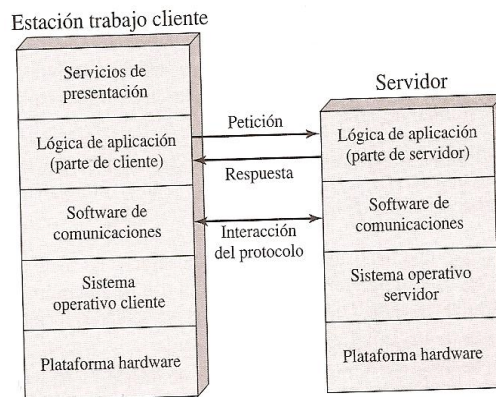 Estación trabajo cliente
Servicios de
presentación
Lógica de aplicación
(parte de cliente)
Software de
comunicaciones
Sistema
operativo cliente
Plataforma hardware
Petición
Respuesta
Interacción
del protocolo
Servidor
Lógica de aplicación
(parte de servidor)
Software de
comunicaciones
Sistema operativo
servidor
Plataforma hardware